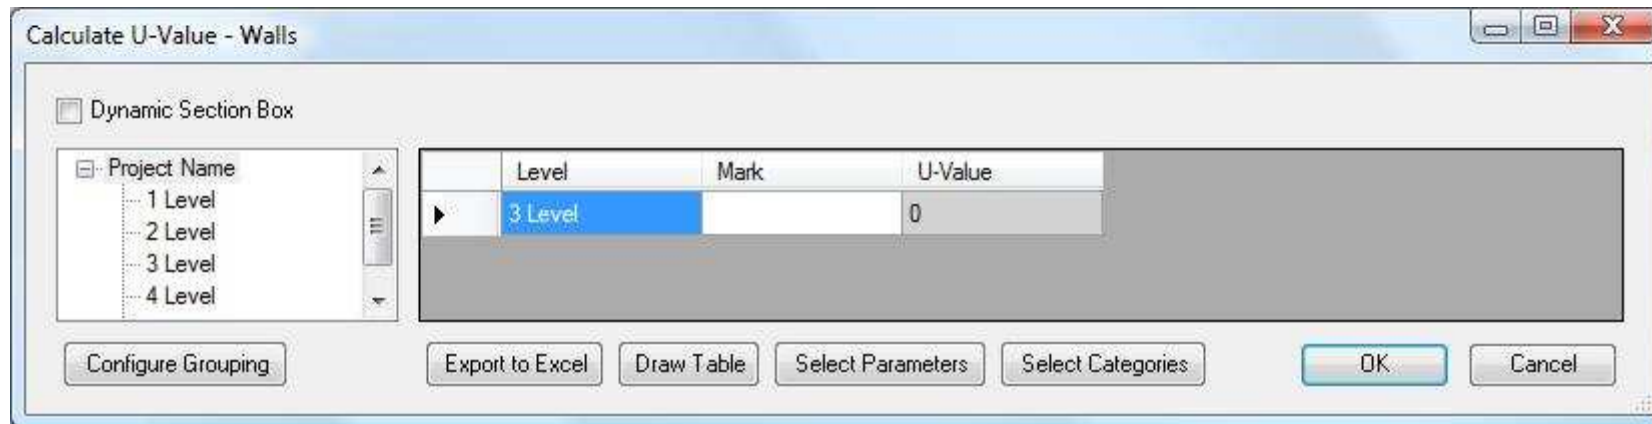 Calculate U-Value - Walls
Dynamic Section Box
Project Name
1 Level
2 Level
3 Level
4 Level
Level Mark U-Value
3 Level 0
Configure Grouping Export to Excel Draw Table Select Parameters Select Categories OK Cancel